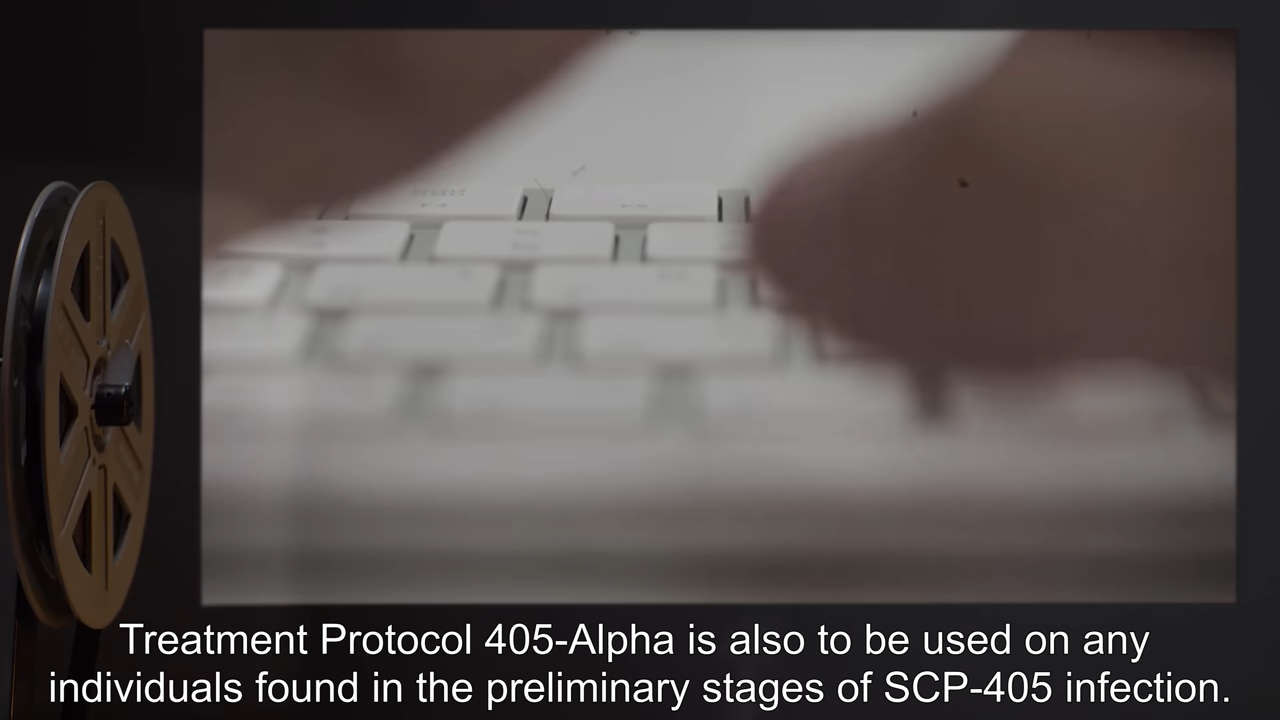 Treatment Protocol 405-Alpha is also to be used on any
individuals found in the preliminary stages of SCP-405 infection.